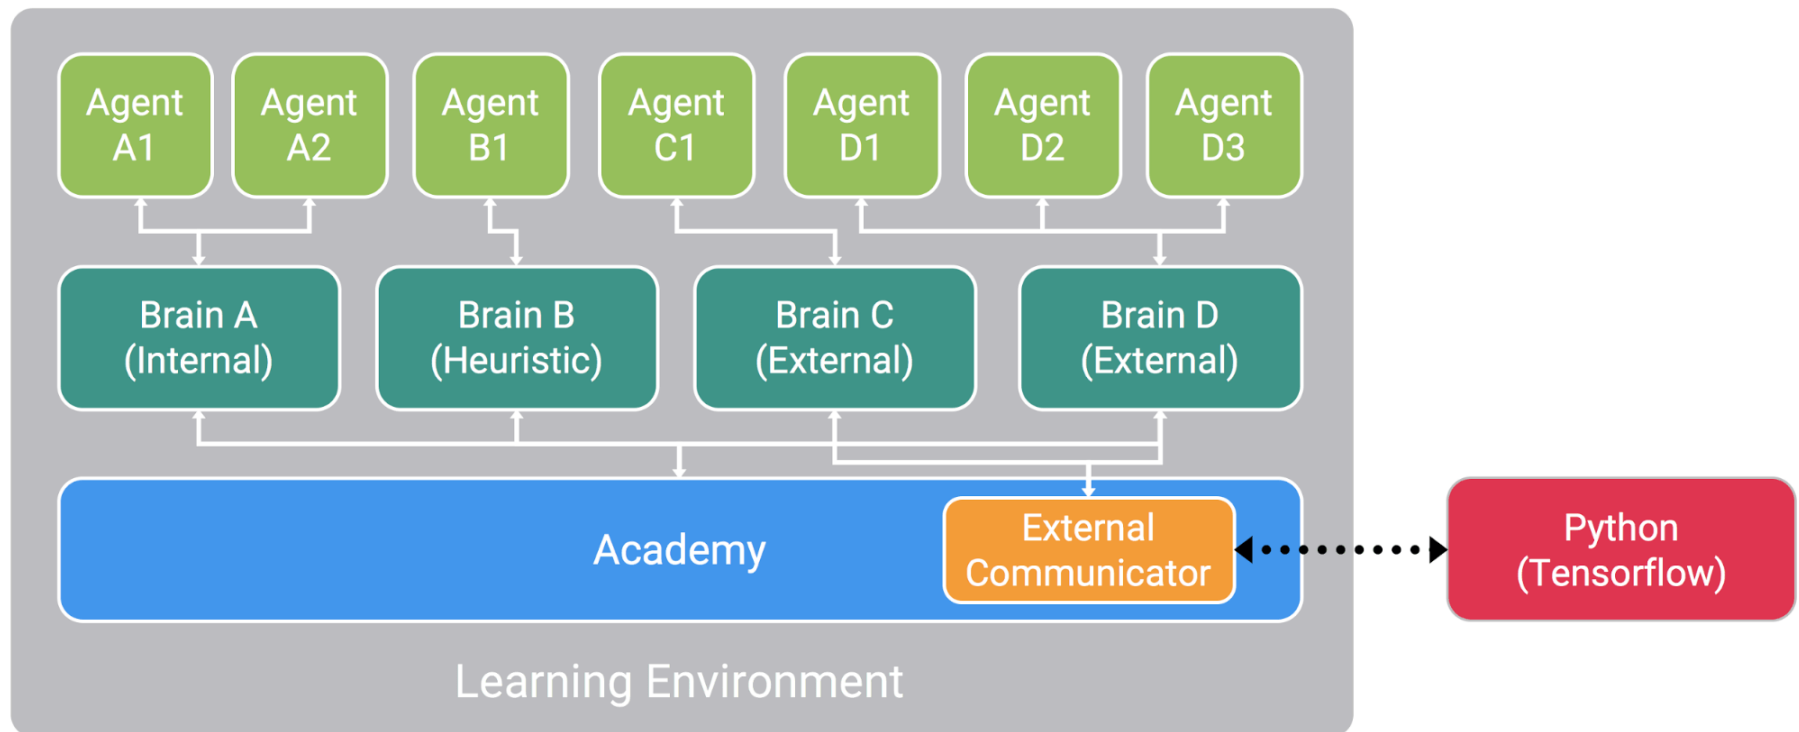 Agent
A1
Agent
A2
Agent
B1
Agent
C1
Agent
D1
Agent
D2
Agent
D3
Brain A
(Internal)
Brain B
(Heuristic)
Brain C
(External)
Brain D
(External)
Academy
External
Communicator
Python
(Tensorflow)
Learning Environment